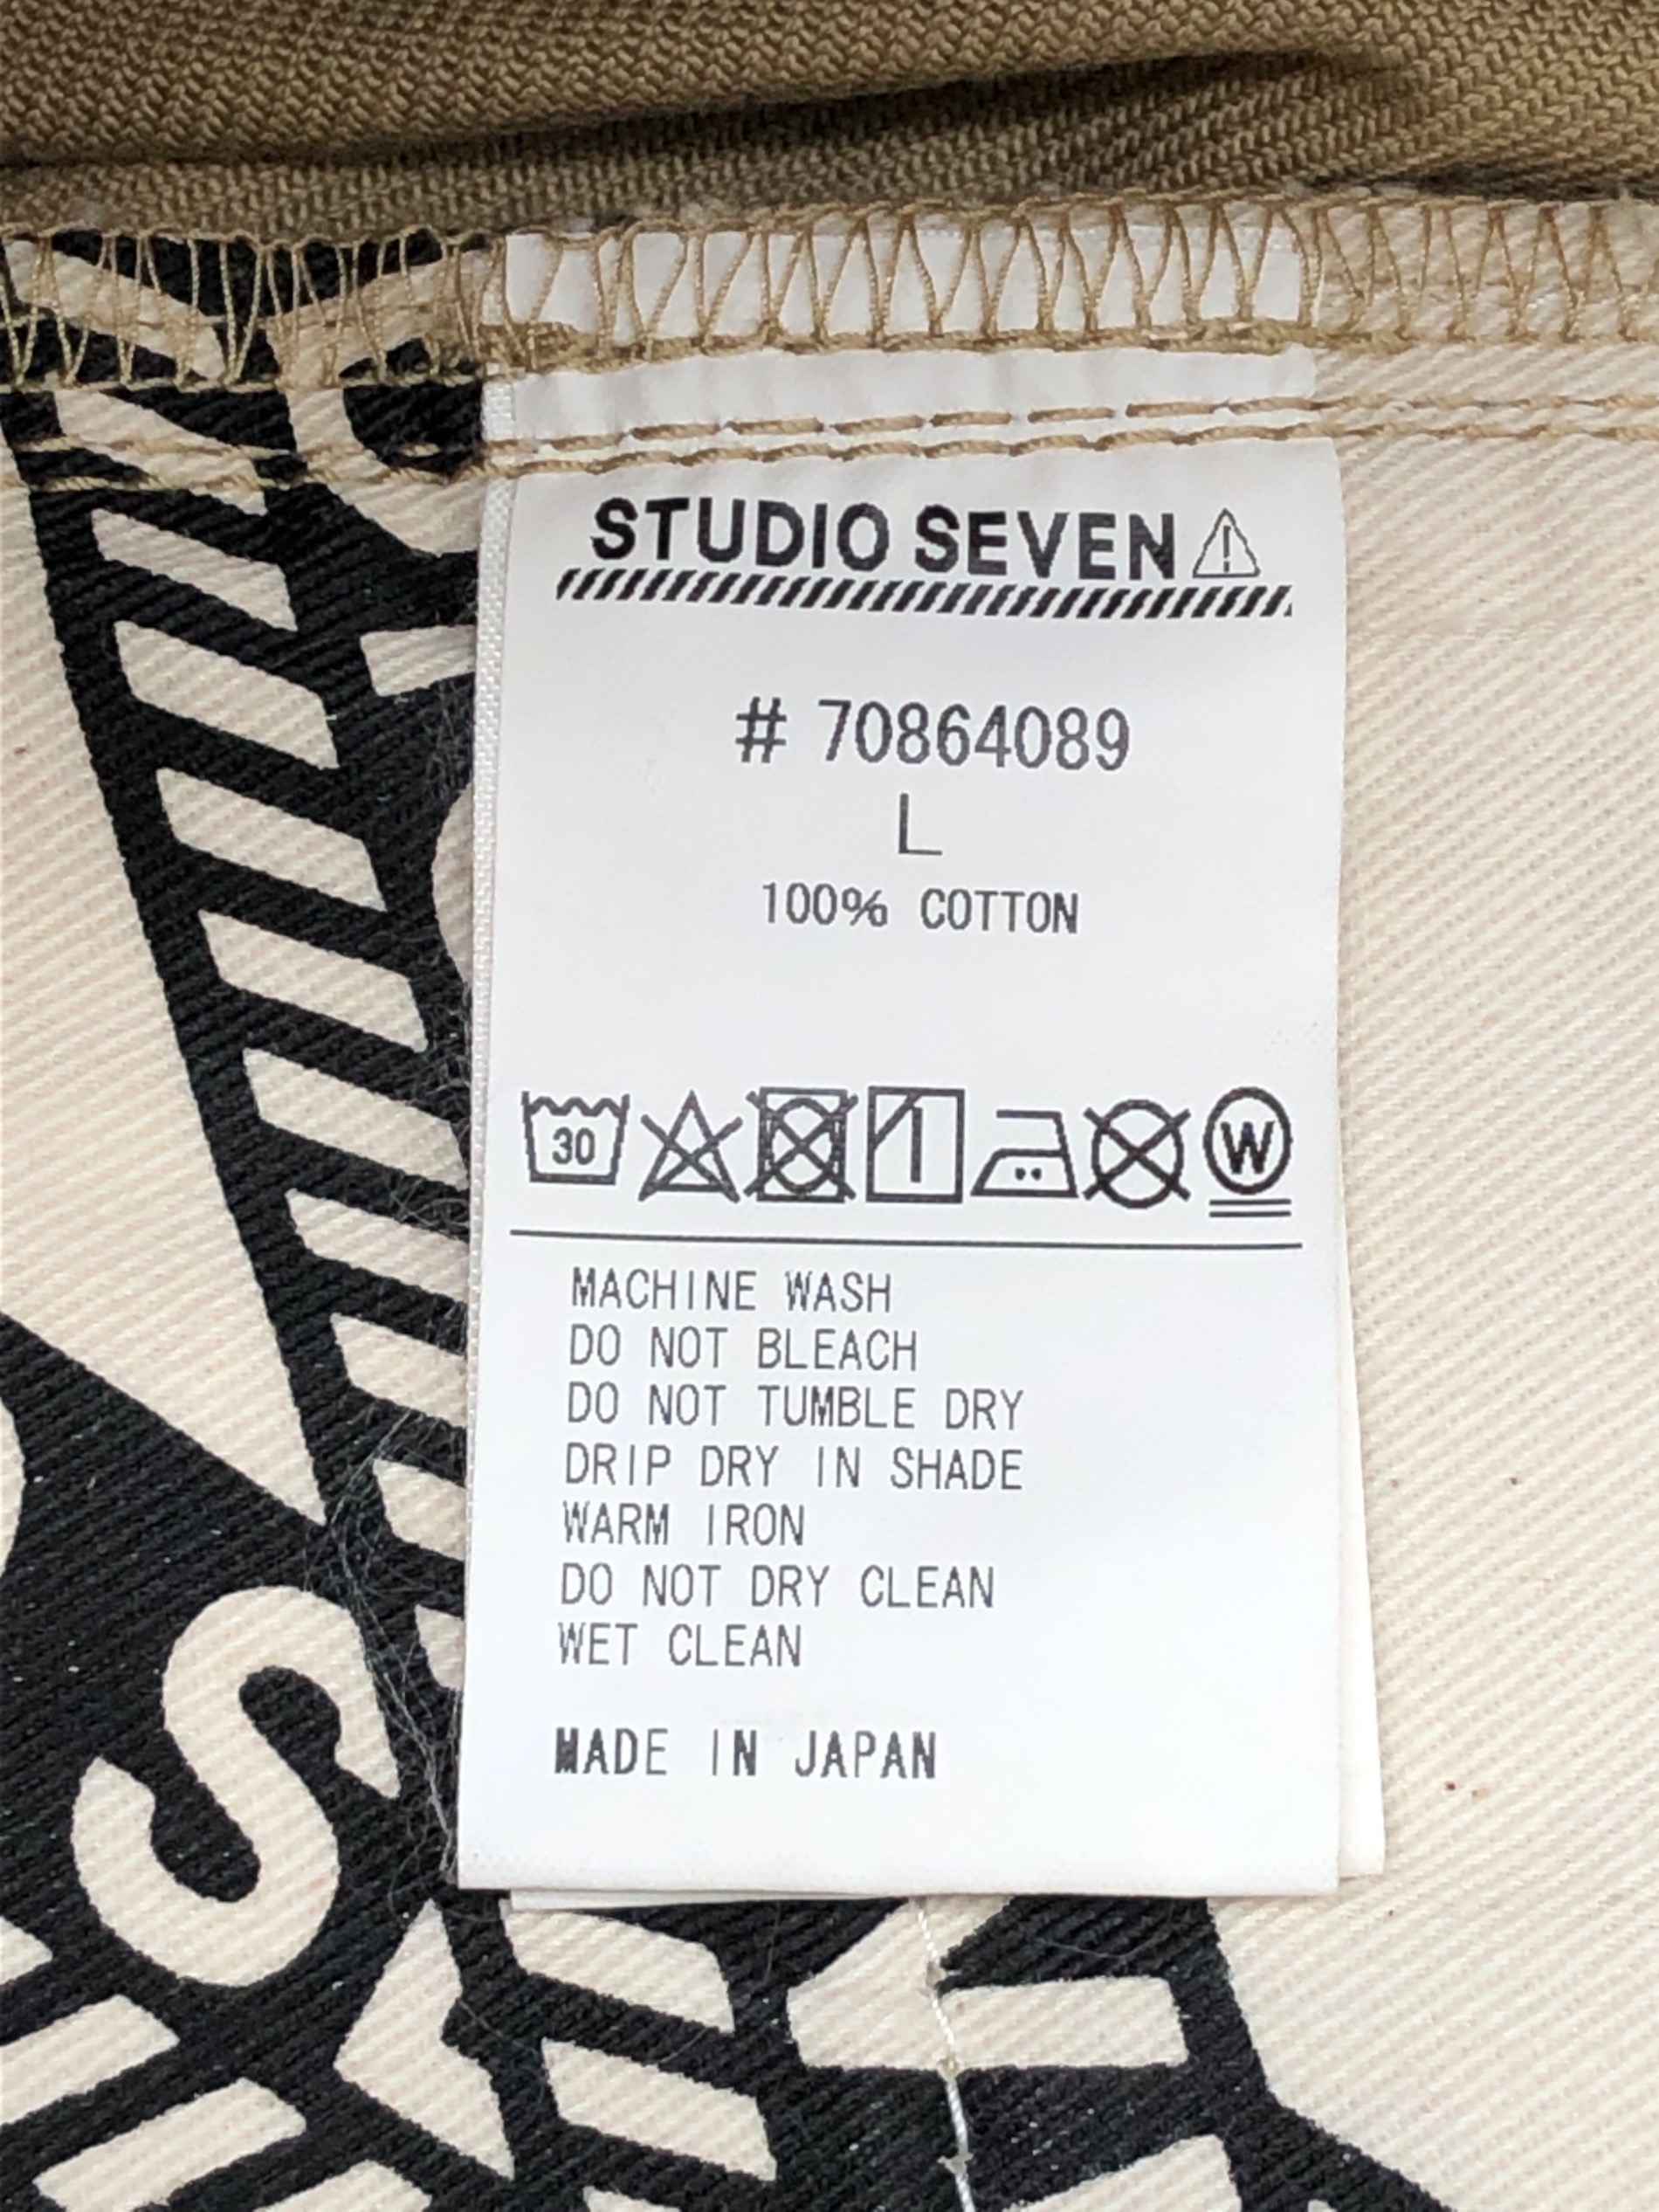 STUDIO SEVEN
# 70864089
L
100% COTTON
30
W
MACHINE WASH
DO NOT BLEACH
DO NOT TUMBLE DRY
DRIP DRY IN SHADE
WARM IRON
DO NOT DRY CLEAN
WET CLEAN
MADE IN JAPAN
S